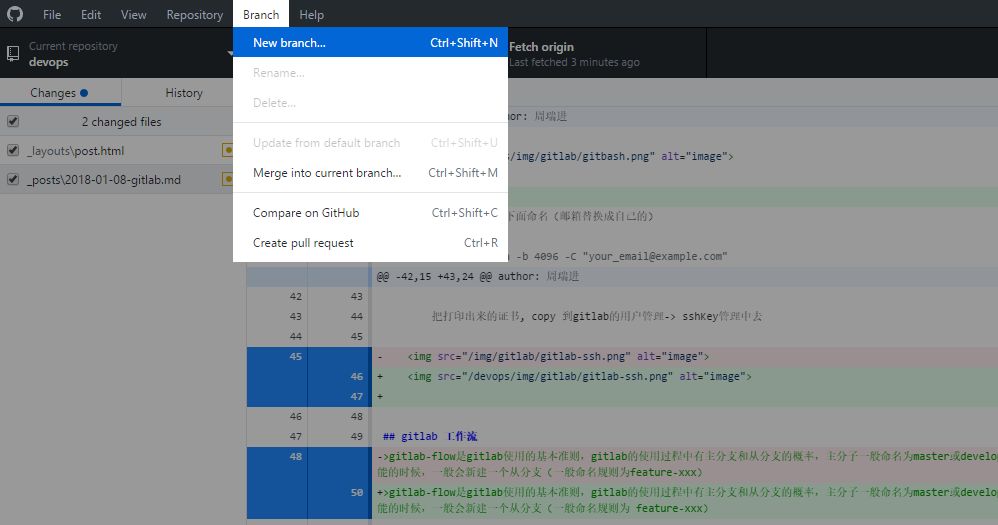 File Edit View Repository Branch Help
Current repository
devops
Fetch origin
Last fetched 3 minutes ago
New branch... Ctrl+Shift+N
Rename...
Delete...
Update from default branch Ctrl+Shift+U
Merge into current branch... Ctrl+Shift+M
Compare on GitHub Ctrl+Shift+C
Create pull request Ctrl+R
Changes History
2 changed files
_layouts\post.html
_posts\2018-01-08-gitlab.md
or: 周瑞进
s/img/gitlab/gitbash.png" alt="image">
下面命名（邮箱替换成自己的）
-b 4096 -C "your_email@example.com"
@@ -42,15 +43,24 @@ author: 周瑞进
42 43
43 44 把打印出来的证书, copy 到gitlab的用户管理-> sshKey管理中去
44 45
45 - <img src="/img/gitlab/gitlab-ssh.png" alt="image">
46 + <img src="/devops/img/gitlab/gitlab-ssh.png" alt="image">
47 +
46 48
47 49 ## gitlab 工作流
48 ->gitlab-flow是gitlab使用的基本准则，gitlab的使用过程中有主分支和从分支的概率，主分子一般命名为master或develo
能的时候，一般会新建一个从分支（一般命名规则为feature-xxx）
50 +>gitlab-flow是gitlab使用的基本准则，gitlab的使用过程中有主分支和从分支的概率，主分子一般命名为master或develo
能的时候，一般会新建一个从分支（一般命名规则为 feature-xxx）